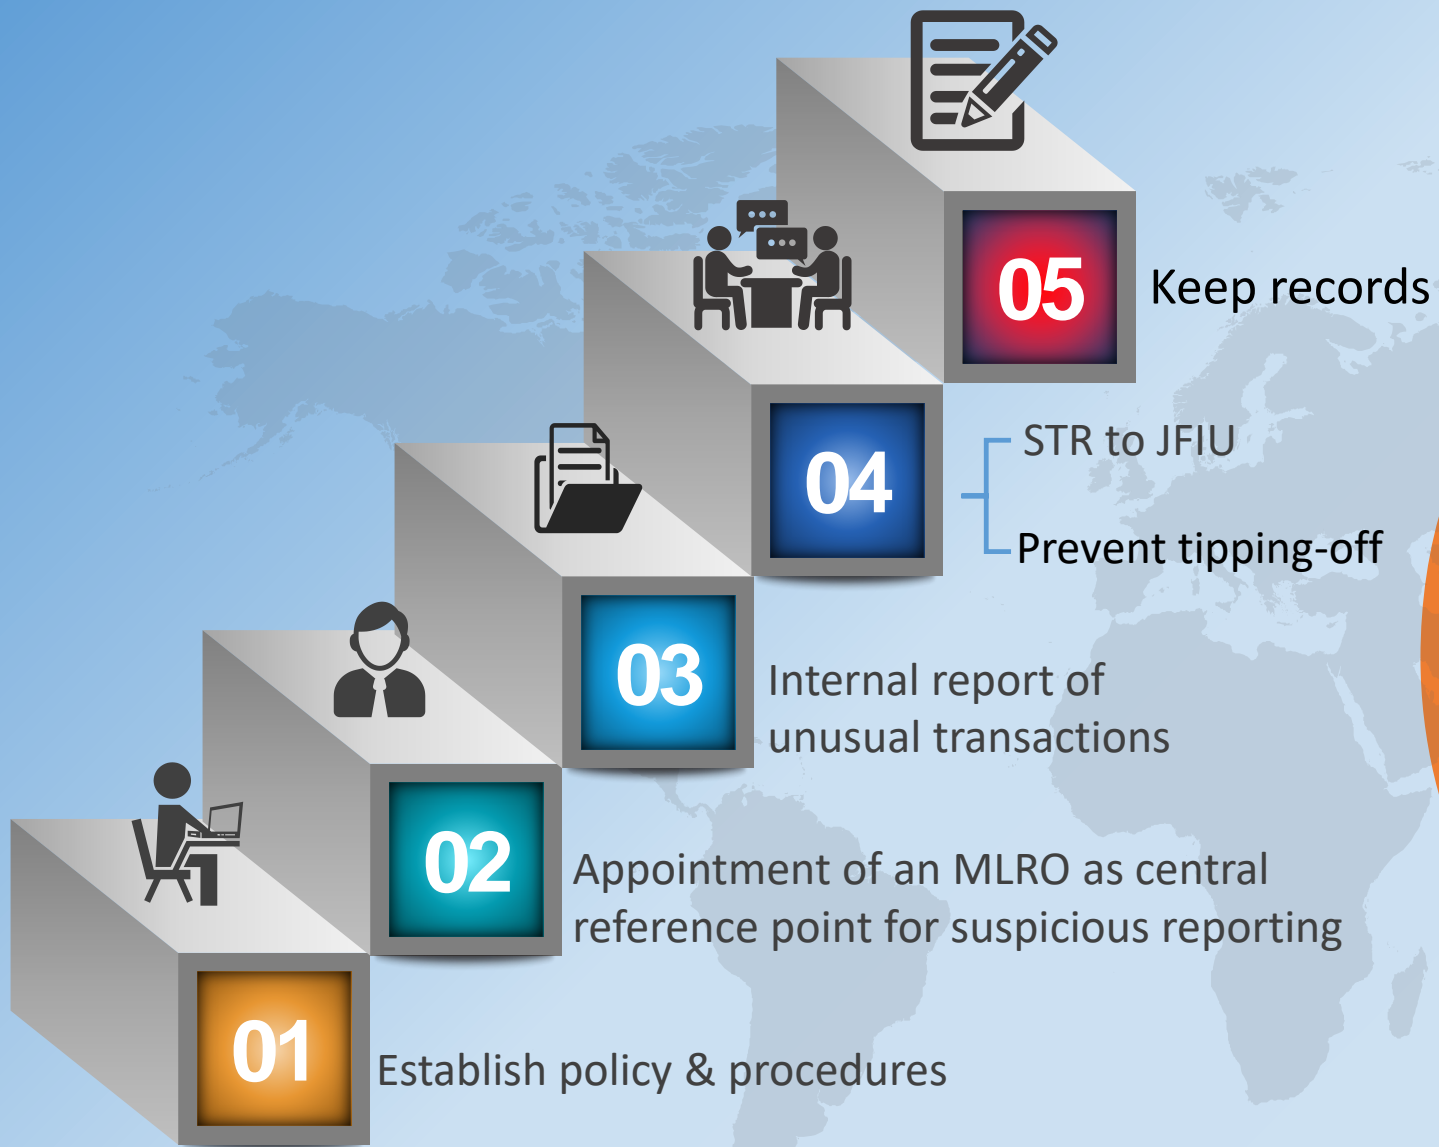 05
Keep records
04
STR to JFIU
Prevent tipping-off
03
Internal report of
unusual transactions
02
Appointment of an MLRO as central
reference point for suspicious reporting
01
Establish policy & procedures